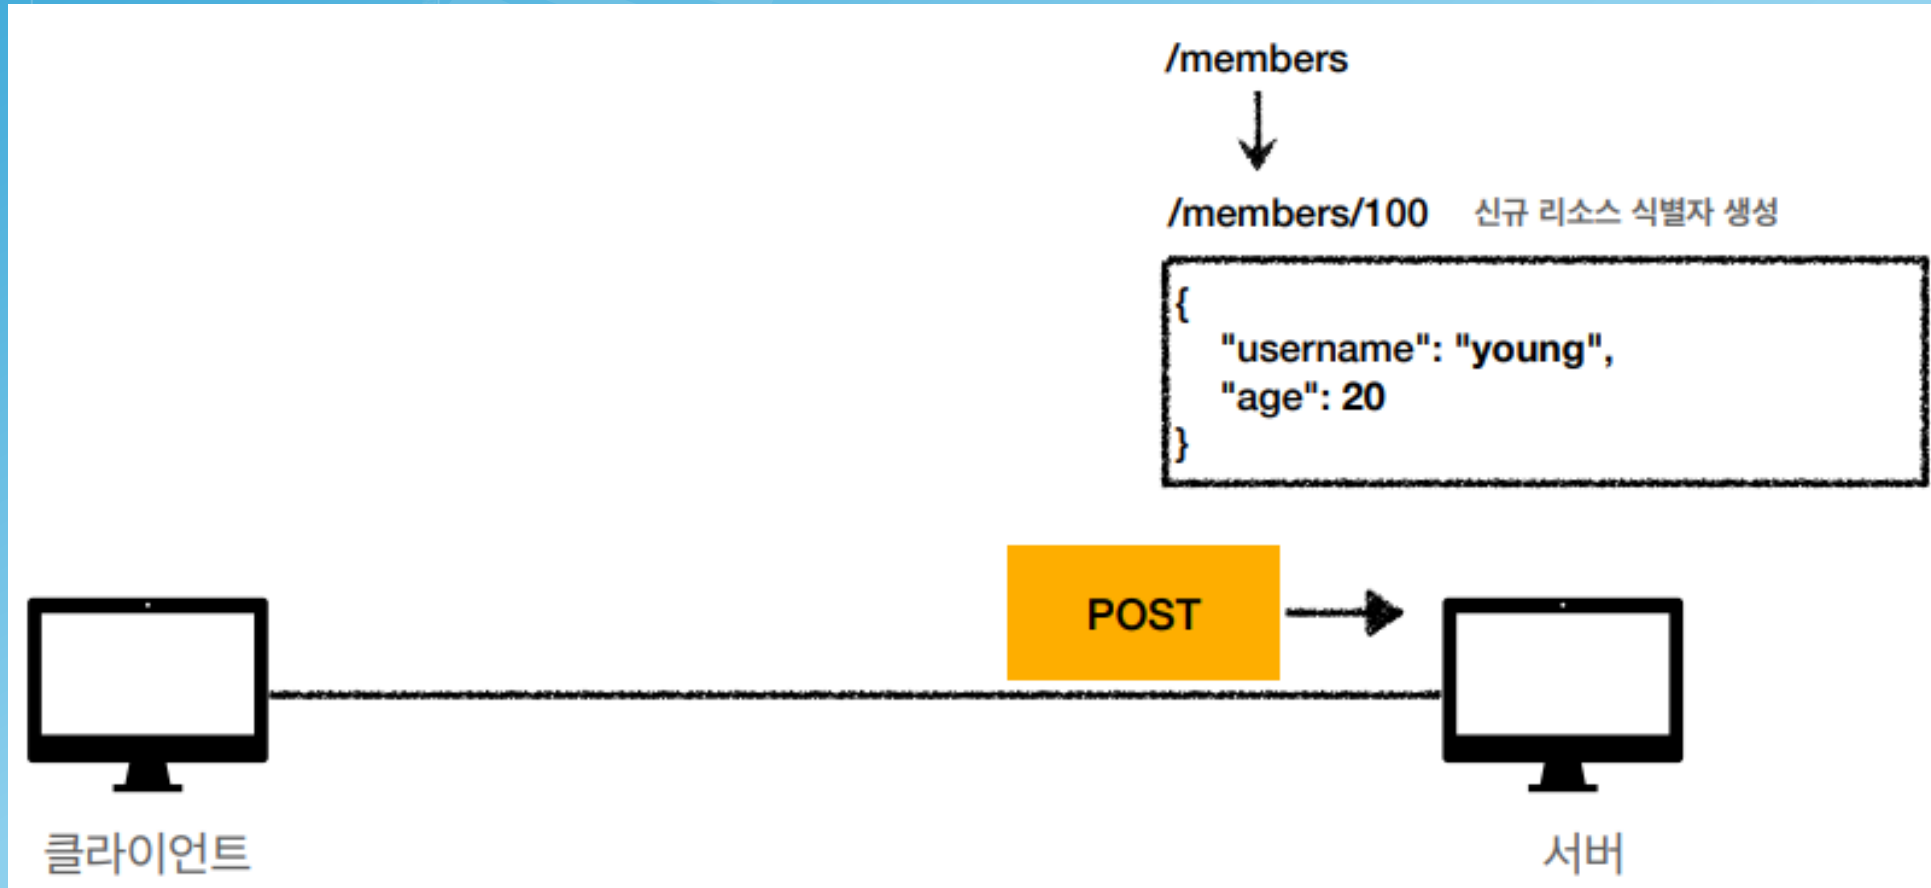 /members
/members/100 신규 리소스 식별자 생성
{
"username": "young",
"age": 20
}
POST
클라이언트
서버